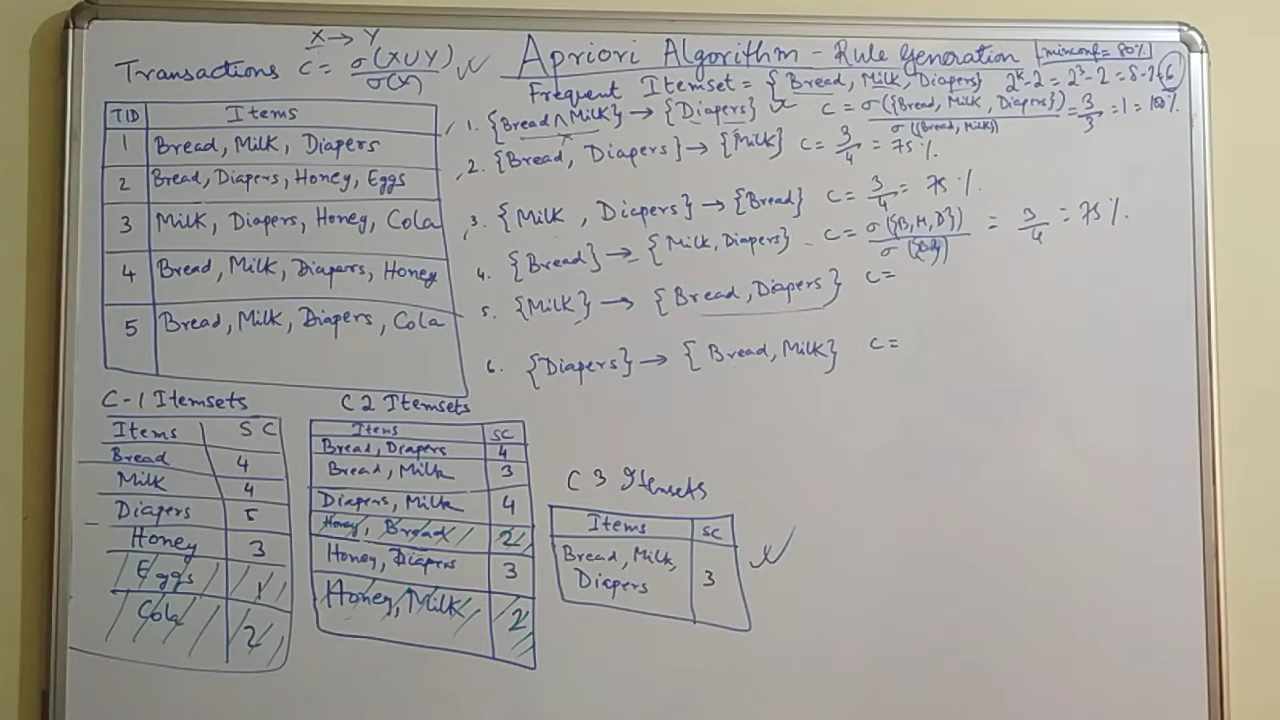 X → Y
Transactions C = σ(XUY) / σ(X)
Apriori Algorithm - Rule Generation minconf = 80%
Frequent Itemset = {Bread, Milk, Diapers} 2^k-2 = 2^3-2 = 8-2 = 6
TID Items
1 Bread, Milk, Diapers
2 Bread, Diapers, Honey, Eggs
3 Milk, Diapers, Honey, Cola
4 Bread, Milk, Diapers, Honey
5 Bread, Milk, Diapers, Cola
1. {Bread ∧ Milk} → {Diapers} C = σ({Bread, Milk, Diapers}) / σ({Bread, Milk}) = 3/3 = 1 = 100%.
2. {Bread, Diapers} → {Milk} C = 3/4 = 75%.
3. {Milk, Diapers} → {Bread} C = 3/4 = 75%.
4. {Bread} → {Milk, Diapers} C = σ({B, M, D}) / σ({B}) = 3/4 = 75%.
5. {Milk} → {Bread, Diapers} C =
6. {Diapers} → {Bread, Milk} C =
C-1 Itemsets
Items SC
Bread 4
Milk 4
Diapers 5
Honey 3
Eggs 1
Cola 2
C2 Itemsets
Items SC
Bread, Diapers 4
Bread, Milk 3
Diapers, Milk 4
Honey, Bread 2
Honey, Diapers 3
Honey, Milk 2
C3 Itemsets
Items SC
Bread, Milk,
Diapers 3